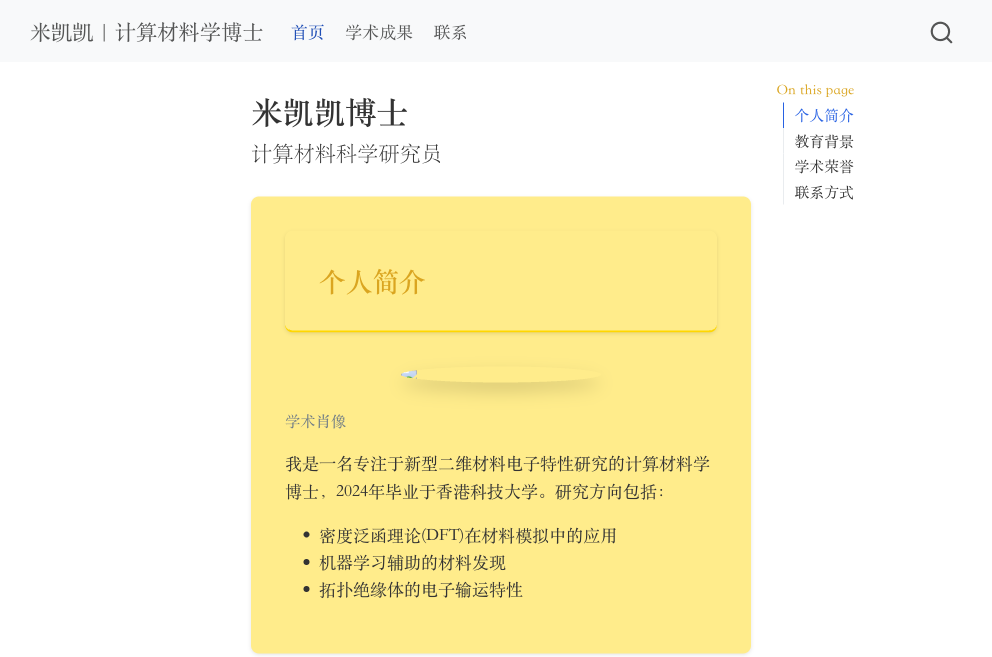 米凯凯 | 计算材料学博士 首页 学术成果 联系
On this page
个人简介
教育背景
学术荣誉
联系方式
米凯凯博士
计算材料科学研究员
个人简介
学术肖像
我是一名专注于新型二维材料电子特性研究的计算材料学
博士，2024年毕业于香港科技大学。研究方向包括：
• 密度泛函理论(DFT)在材料模拟中的应用
• 机器学习辅助的材料发现
• 拓扑绝缘体的电子输运特性